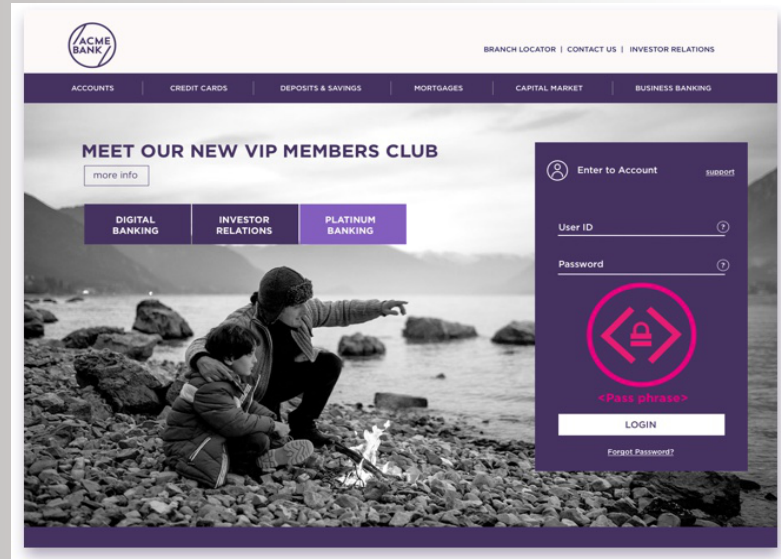 ACME
BANK
BRANCH LOCATOR | CONTACT US | INVESTOR RELATIONS
ACCOUNTS | CREDIT CARDS | DEPOSITS & SAVINGS | MORTGAGES | CAPITAL MARKET | BUSINESS BANKING
MEET OUR NEW VIP MEMBERS CLUB
more info
DIGITAL
BANKING
INVESTOR
RELATIONS
PLATINUM
BANKING
Enter to Account
support
User ID ?
Password ?
<Pass phrase>
LOGIN
Forgot Password?